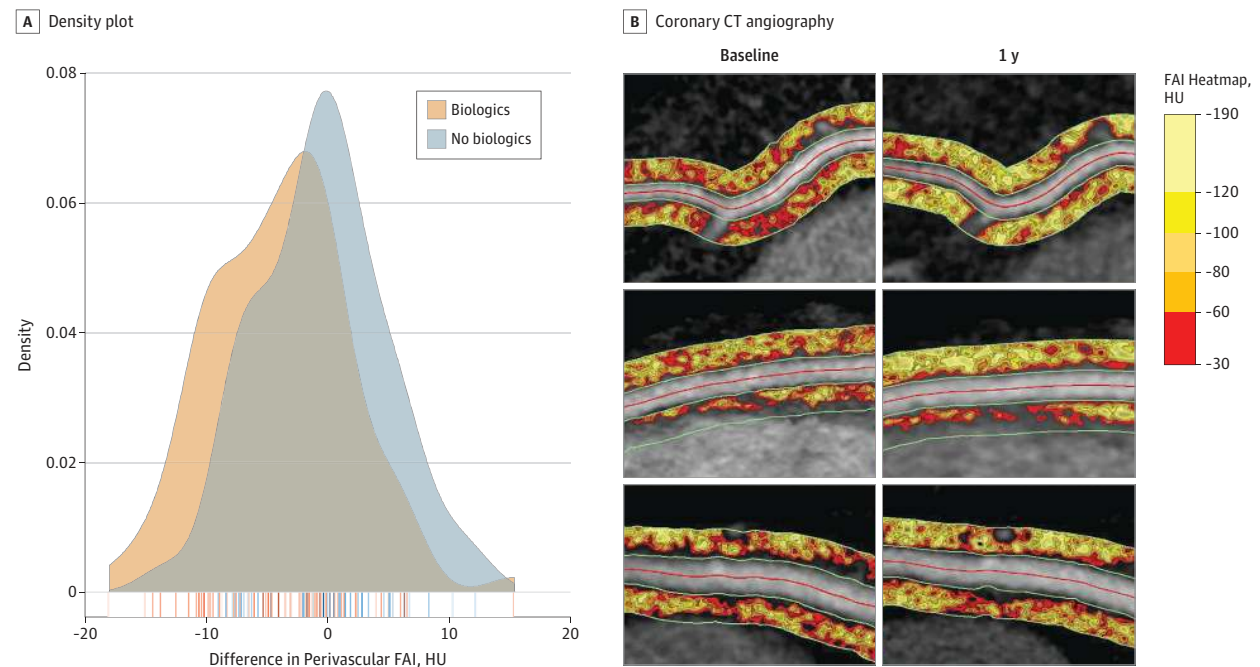 A Density plot
0.08
0.06
0.04
0.02
0
Density
-20
-10
0
10
20
Difference in Perivascular FAI, HU
Biologics
No biologics
B Coronary CT angiography
Baseline
1 y
FAI Heatmap,
HU
-190
-120
-100
-80
-60
-30